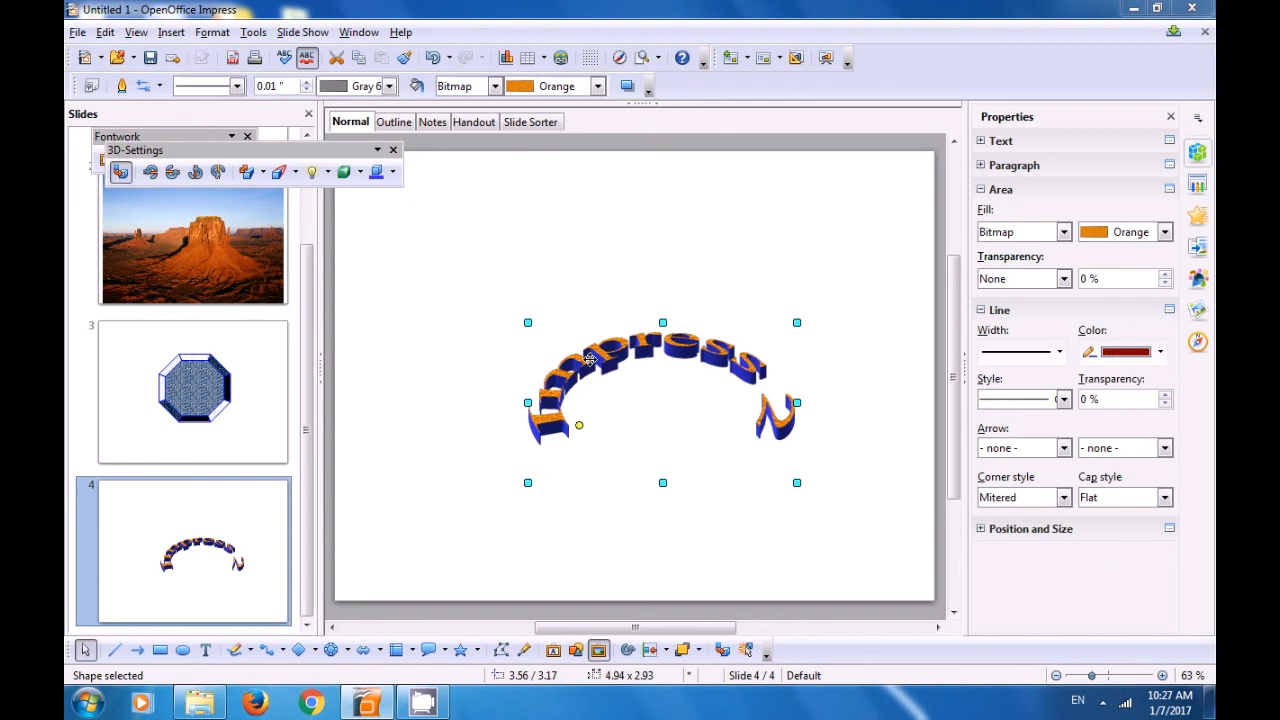 Untitled 1 - OpenOffice Impress
File Edit View Insert Format Tools Slide Show Window Help
0.01 " Gray 6 Bitmap Orange
Slides
Fontwork
3D-Settings
3
4
Normal Outline Notes Handout Slide Sorter
Impress 2
Properties
Text
Paragraph
Area
Fill:
Bitmap Orange
Transparency:
None 0 %
Line
Width: Color:
Style: Transparency:
0 %
Arrow:
- none - - none -
Corner style Cap style
Mitered Flat
Position and Size
Shape selected 3.56 / 3.17 4.94 x 2.93 * Slide 4 / 4 Default 63 %
EN 10:27 AM
1/7/2017